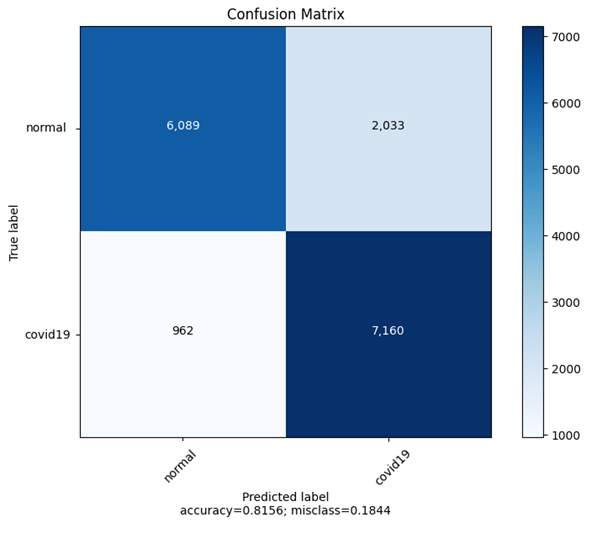 Confusion Matrix
7000
6000
5000
4000
3000
2000
1000
True label
normal
6,089
2,033
covid19
962
7,160
normal
covid19
Predicted label
accuracy=0.8156; misclass=0.1844